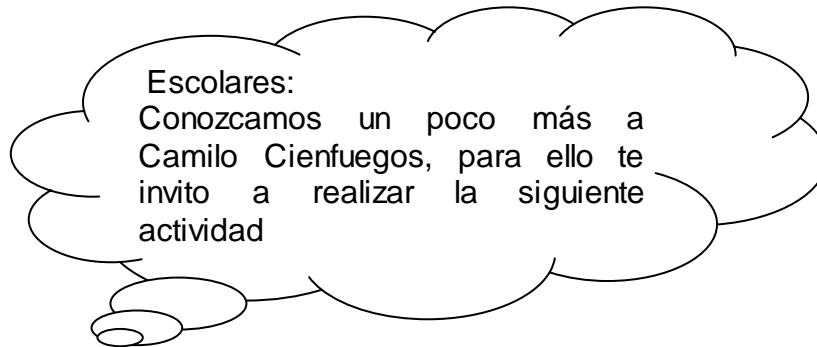 Escolares:
Conozcamos un poco más a
Camilo Cienfuegos, para ello te
invito a realizar la siguiente
actividad